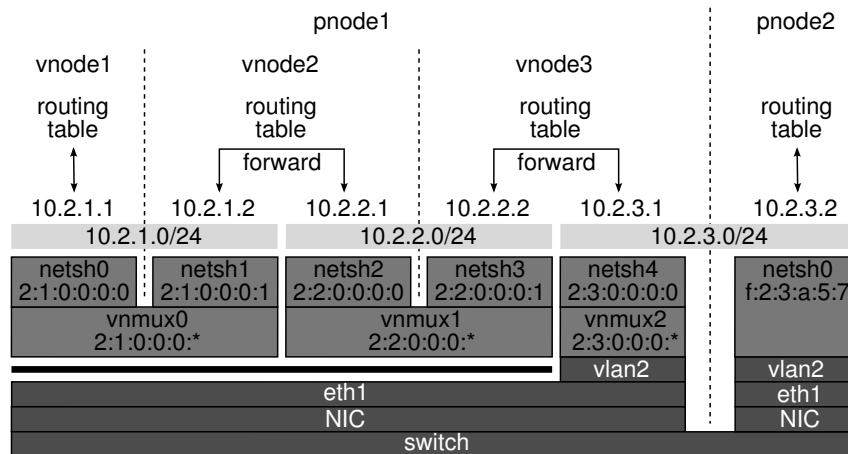 pnode1 pnode2
vnode1 vnode2 vnode3
routing routing routing routing
table table table table
forward forward
10.2.1.1 10.2.1.2 10.2.2.1 10.2.2.2 10.2.3.1 10.2.3.2
10.2.1.0/24 10.2.2.0/24 10.2.3.0/24
netsh0 netsh1 netsh2 netsh3 netsh4 netsh0
2:1:0:0:0:0 2:1:0:0:0:1 2:2:0:0:0:0 2:2:0:0:0:1 2:3:0:0:0:0 f:2:3:a:5:7
vnmux0 vnmux1 vnmux2
2:1:0:0:0:* 2:2:0:0:0:* 2:3:0:0:0:*
vlan2 vlan2
eth1 eth1
NIC NIC
switch